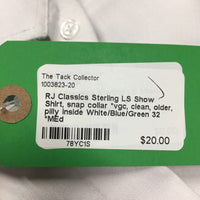 The Tack Collector
1003823-20
RJ Classics Sterling LS Show
Shirt, snap collar *vgc, clean, older,
pilly inside White/Blue/Green 32
*MEd
$20.00
78YC1S